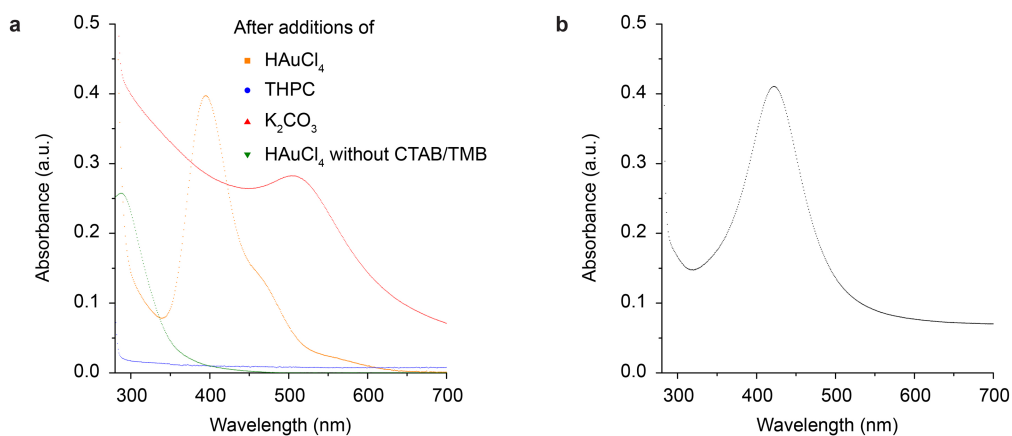 a
After additions of
HAuCl₄
THPC
K₂CO₃
HAuCl₄ without CTAB/TMB
Absorbance (a.u.)
0.5
0.4
0.3
0.2
0.1
0.0
300 400 500 600 700
Wavelength (nm)
b
Absorbance (a.u.)
0.5
0.4
0.3
0.2
0.1
0.0
300 400 500 600 700
Wavelength (nm)